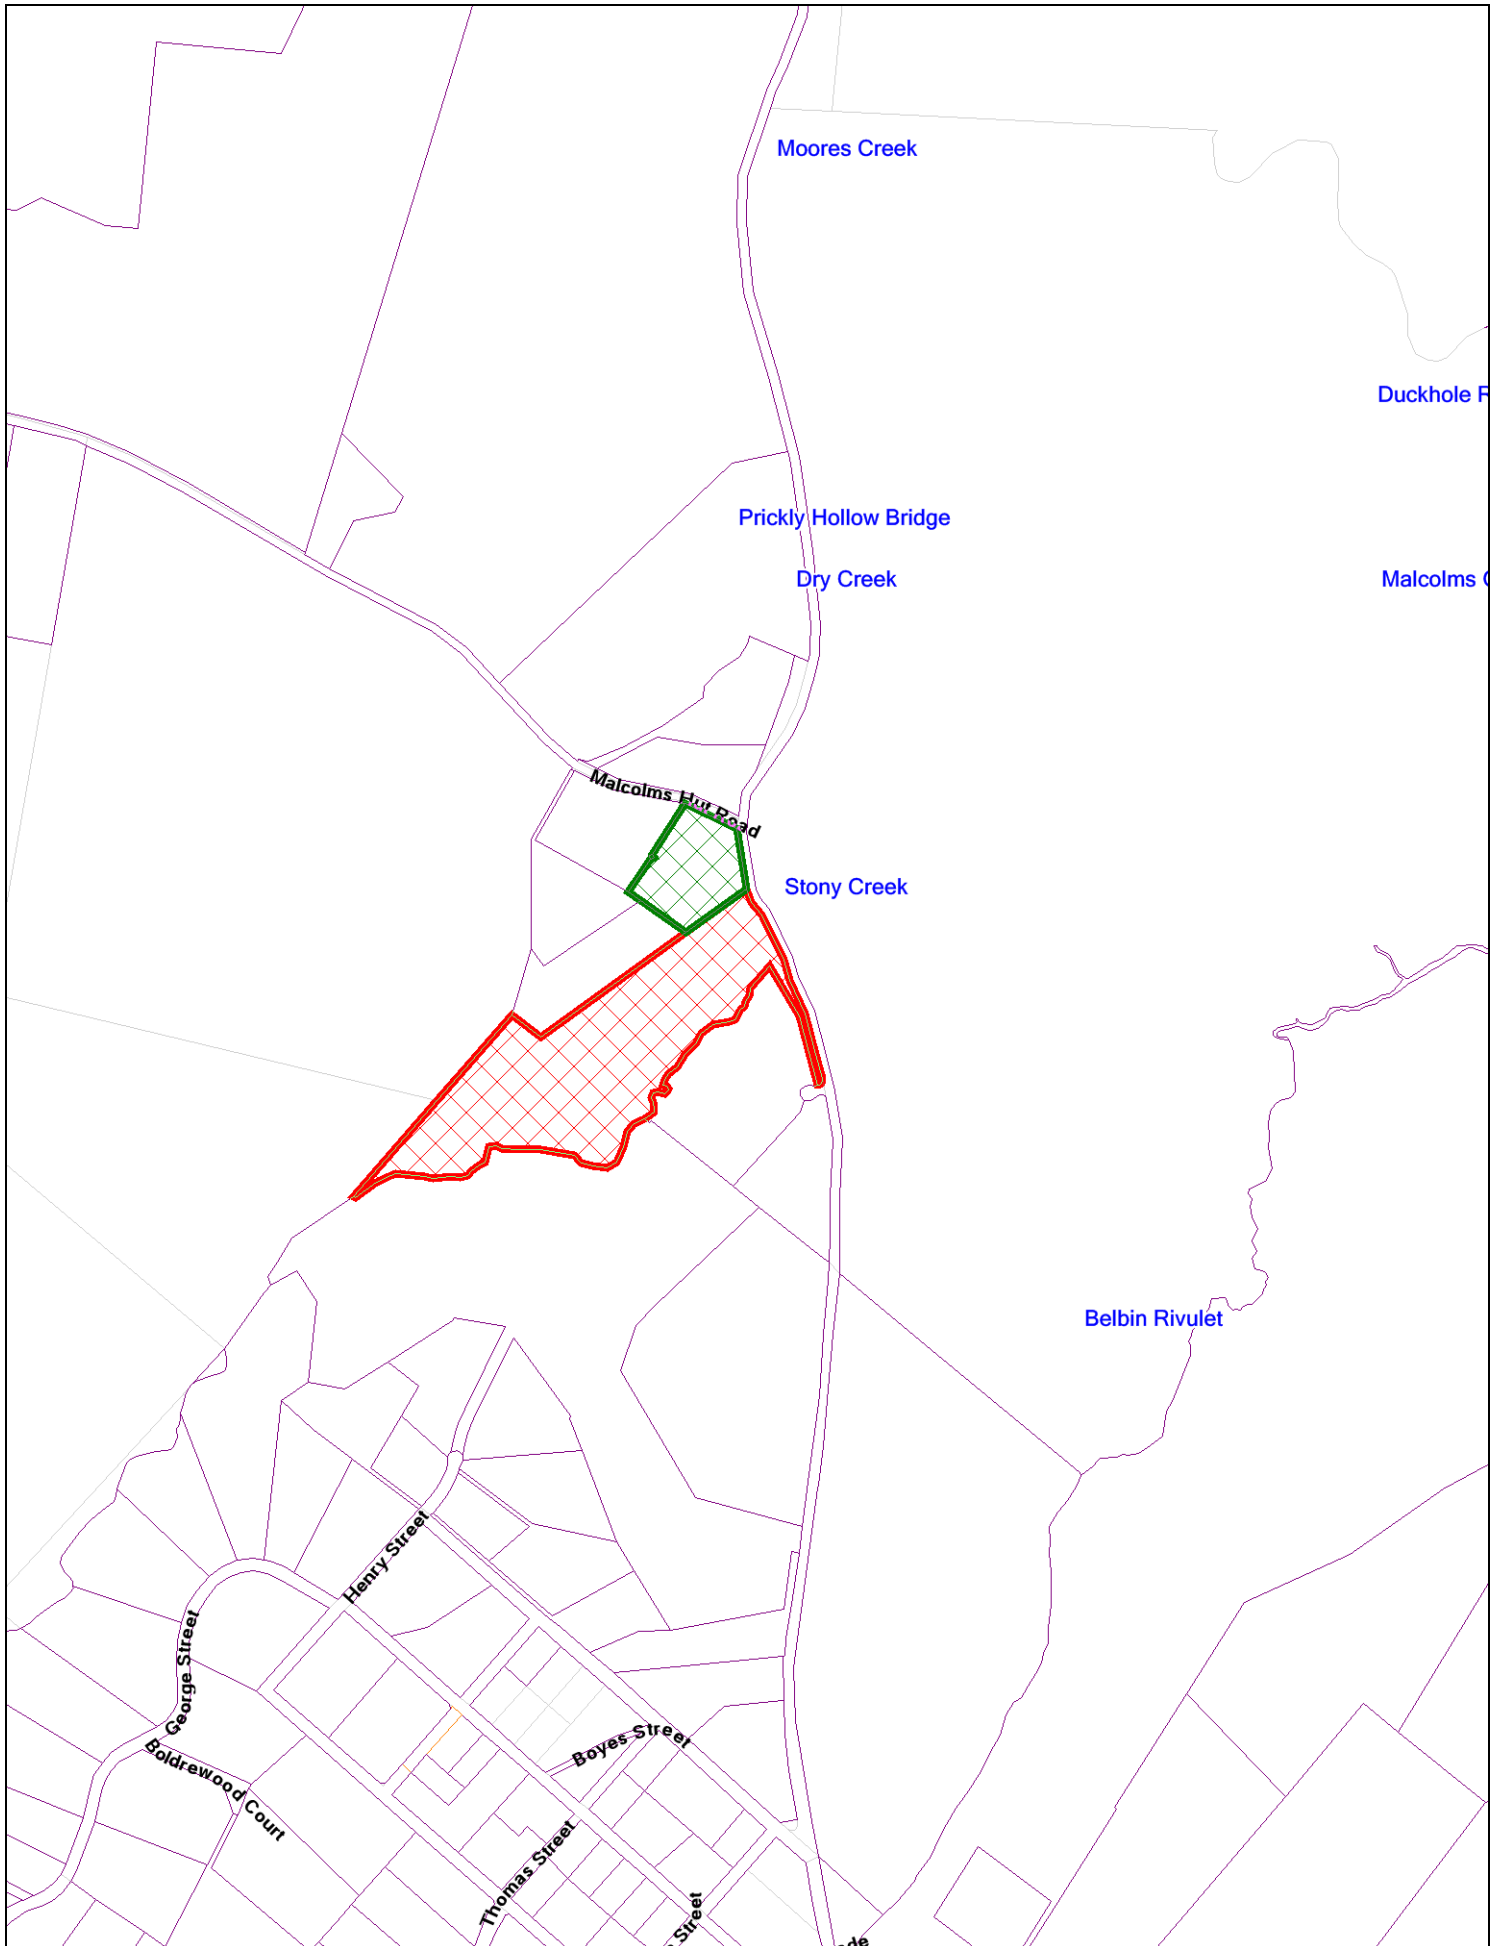 Moores Creek
Duckhole R
Prickly Hollow Bridge
Dry Creek
Malcolms
Malcolms Hut Road
Stony Creek
Belbin Rivulet
Henry Street
George Street
Boyes Street
Boldrewood Court
Thomas Street
Street